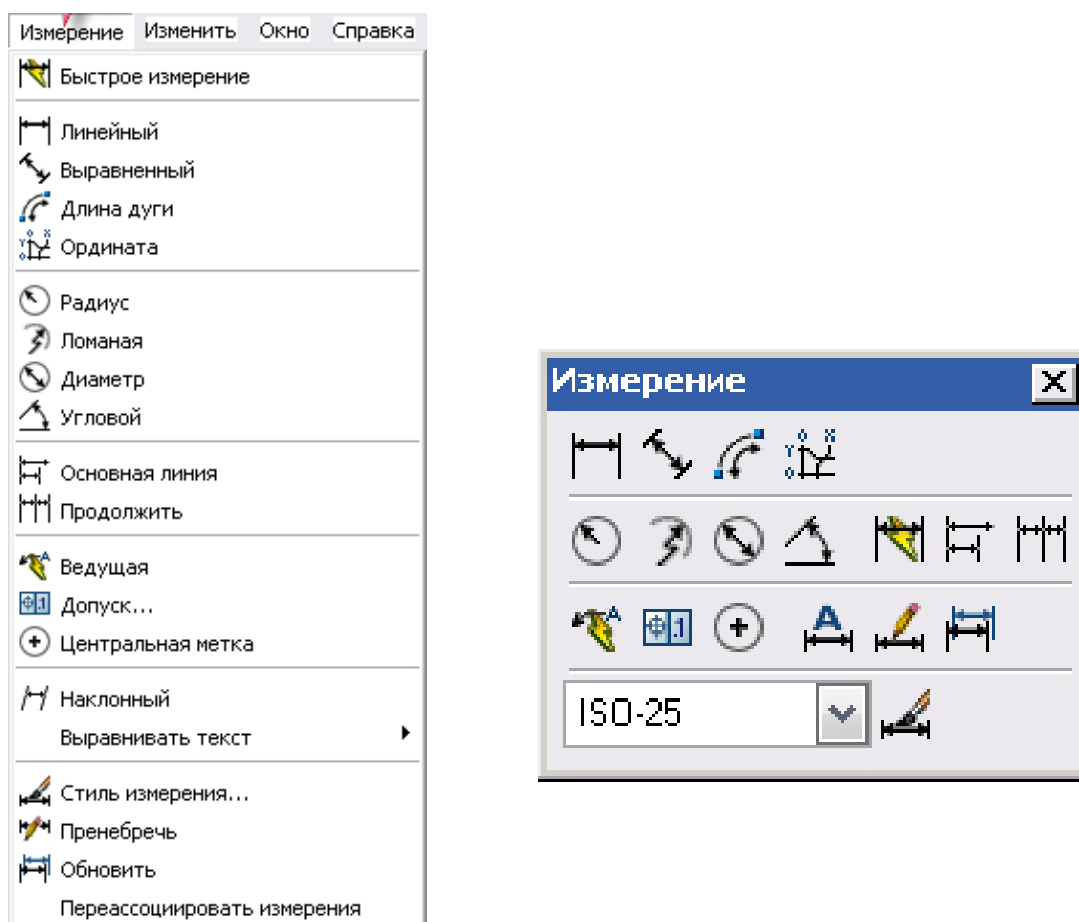 Измерение Изменить Окно Справка
Быстрое измерение
Линейный
Выравненный
Длина дуги
Ордината
Радиус
Ломаная
Диаметр
Угловой
Основная линия
Продолжить
Ведущая
Допуск...
Центральная метка
Наклонный
Выравнивать текст
Стиль измерения...
Пренебречь
Обновить
Переассоциировать измерения
Измерение
ISO-25